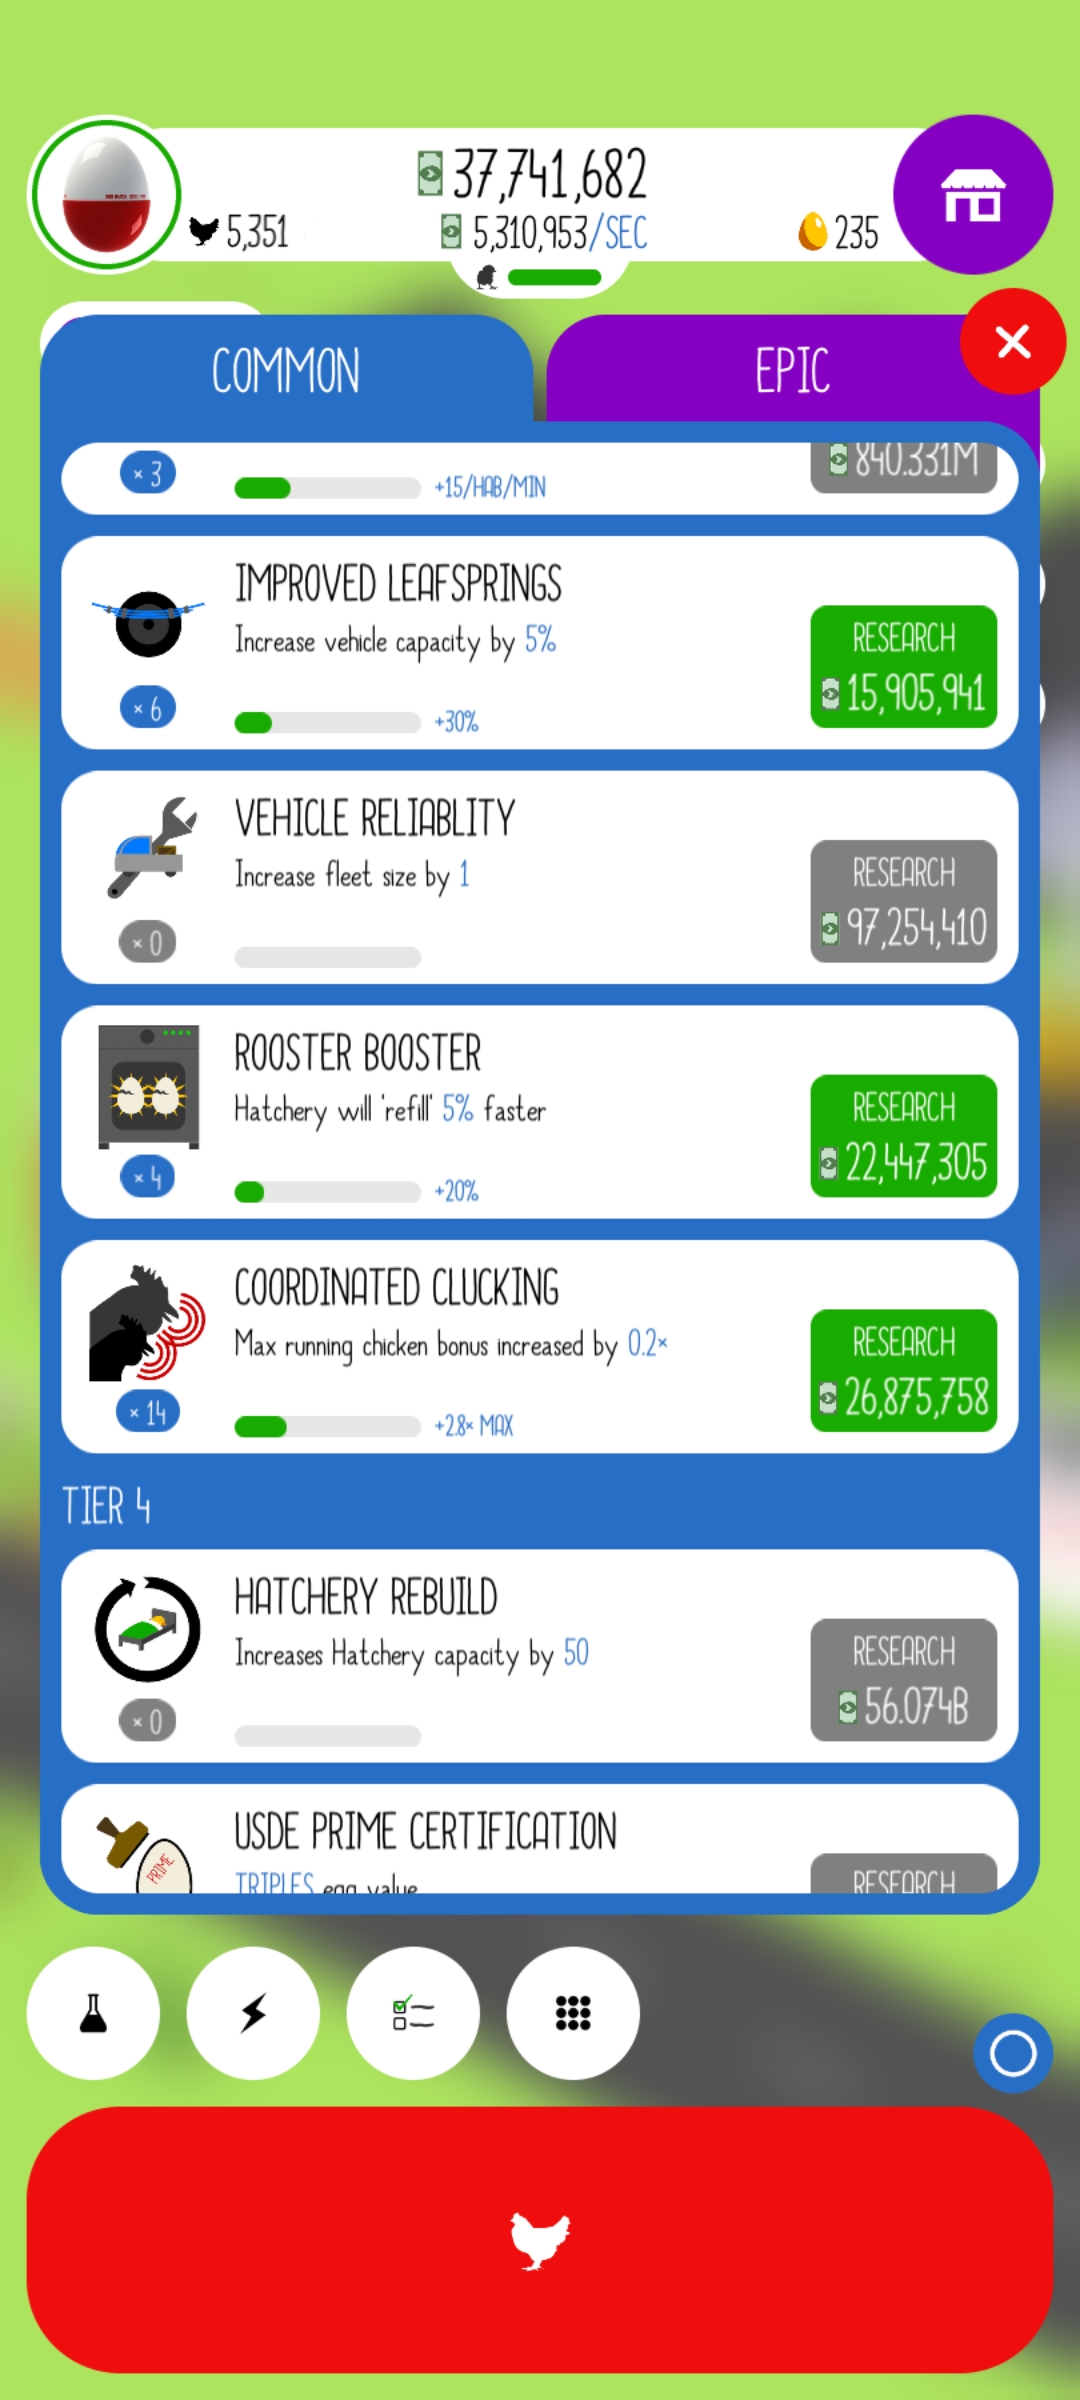 37,741,682
5,351
5,310,953/SEC
235
COMMON
EPIC
× 3
+15/HAB/MIN
840.331M
IMPROVED LEAFSPRINGS
Increase vehicle capacity by 5%
× 6
+30%
RESEARCH
15,905,941
VEHICLE RELIABLITY
Increase fleet size by 1
× 0
RESEARCH
97,254,410
ROOSTER BOOSTER
Hatchery will 'refill' 5% faster
× 4
+20%
RESEARCH
22,447,305
COORDINATED CLUCKING
Max running chicken bonus increased by 0.2×
× 14
+2.8× MAX
RESEARCH
26,875,758
TIER 4
HATCHERY REBUILD
Increases Hatchery capacity by 50
× 0
RESEARCH
56.074B
USDE PRIME CERTIFICATION
PRIME
TRIPLES egg value
RESEARCH